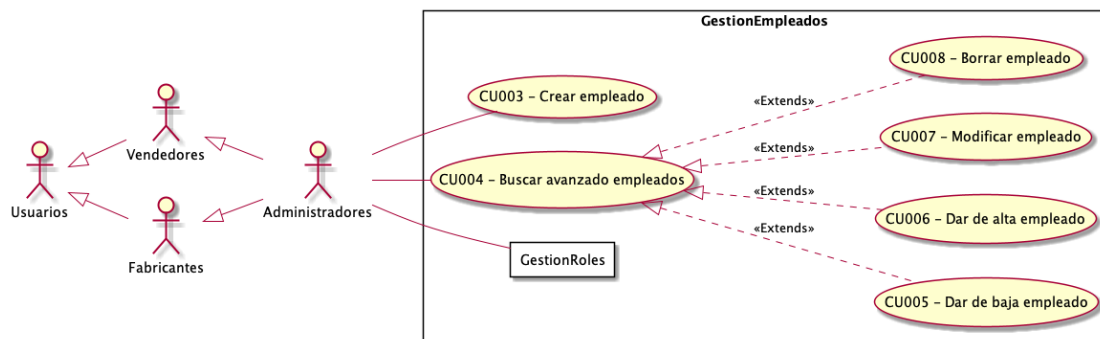 GestionEmpleados
CU008 – Borrar empleado
CU003 – Crear empleado
«Extends»
Vendedores
CU007 – Modificar empleado
«Extends»
Usuarios
Administradores
CU004 – Buscar avanzado empleados
«Extends»
CU006 – Dar de alta empleado
«Extends»
Fabricantes
GestionRoles
CU005 – Dar de baja empleado